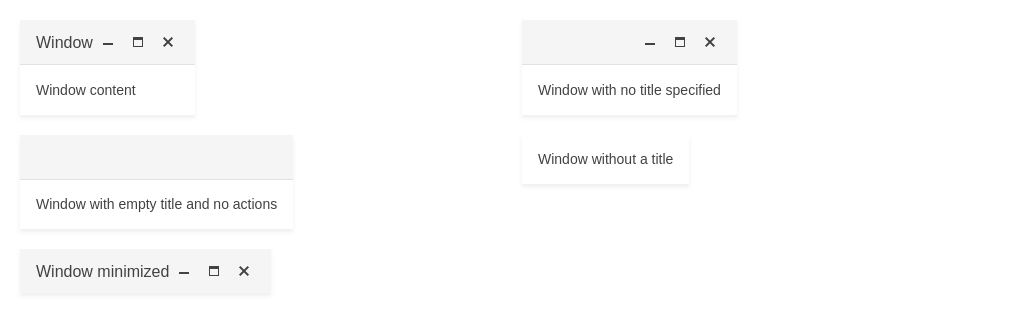 Window
Window content
Window with no title specified
Window with empty title and no actions
Window without a title
Window minimized